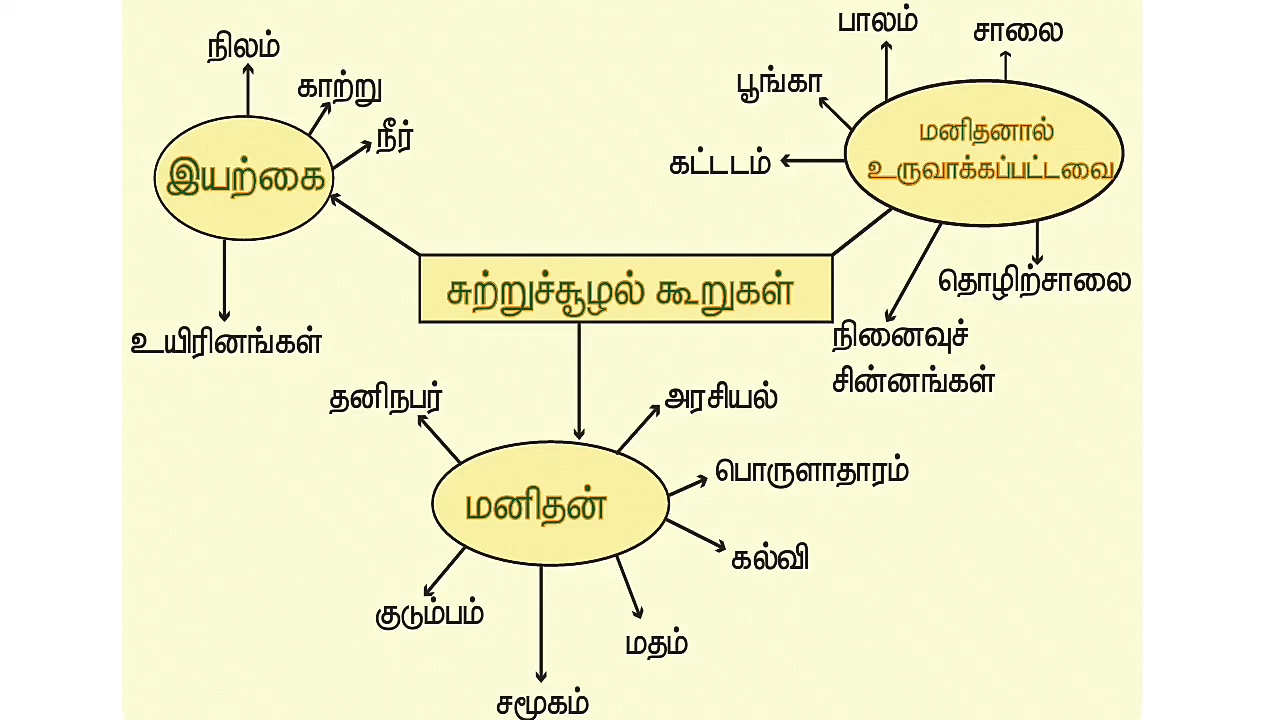 நிலம்
காற்று
நீர்
இயற்கை
உயிரினங்கள்
பாலம்
சாலை
பூங்கா
கட்டடம்
மனிதனால்
உருவாக்கப்பட்டவை
தொழிற்சாலை
நினைவுச்
சின்னங்கள்
சுற்றுச்சூழல் கூறுகள்
தனிநபர்
அரசியல்
பொருளாதாரம்
மனிதன்
கல்வி
குடும்பம்
மதம்
சமூகம்